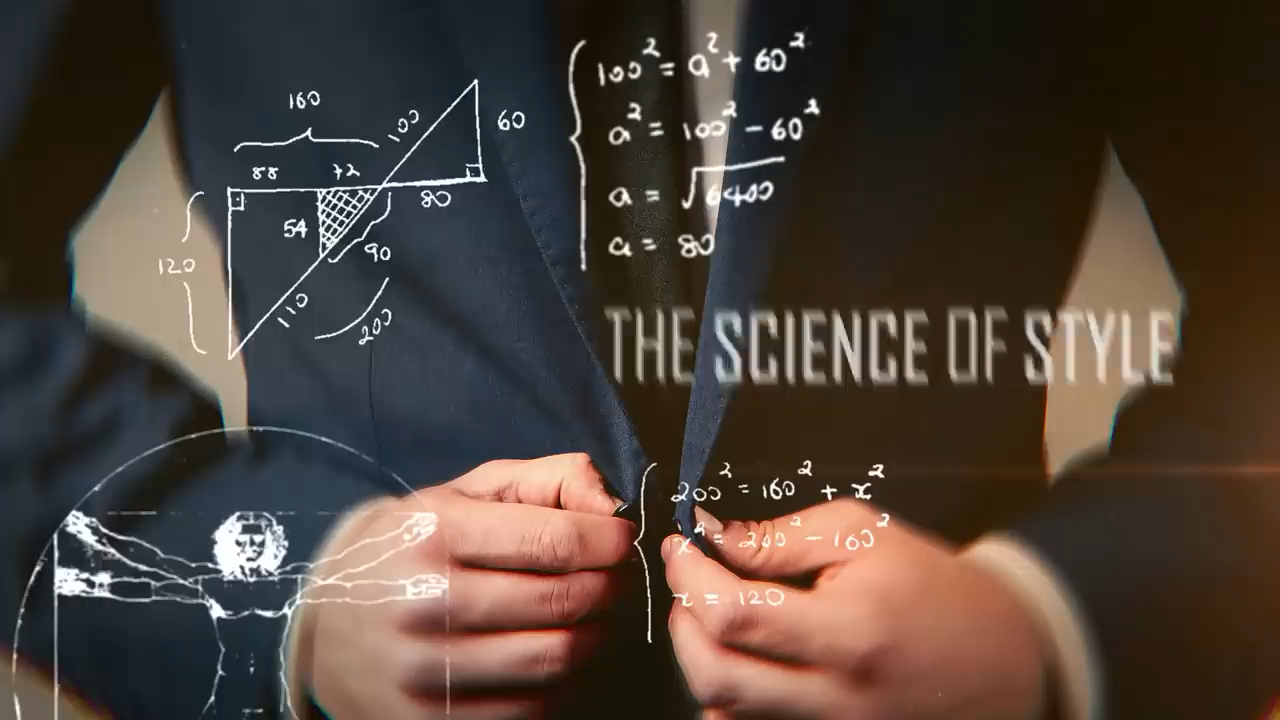 160
100
60
88
72
80
54
90
120
110
200
100² = a² + 60²
a² = 100² - 60²
a = √6400
a = 80
THE SCIENCE OF STYLE
200² = 160² + x²
x² = 200² - 160²
x = 120